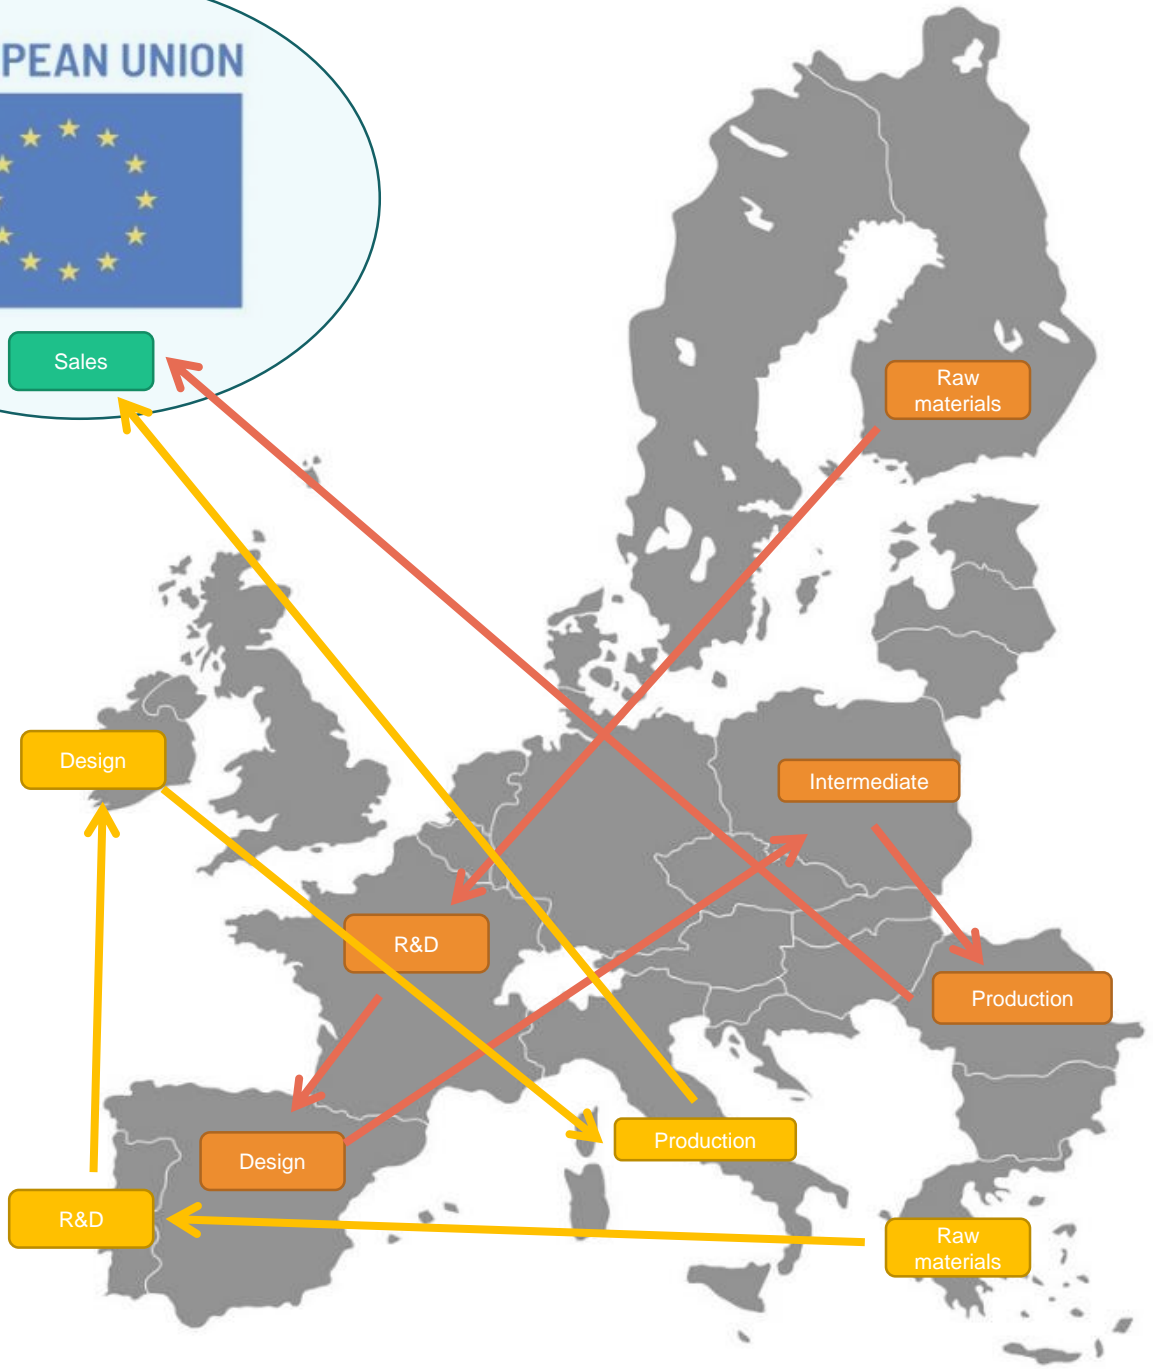 PEAN UNION
Sales
Raw
materials
Design
Intermediate
R&D
Production
Production
Design
R&D
Raw
materials